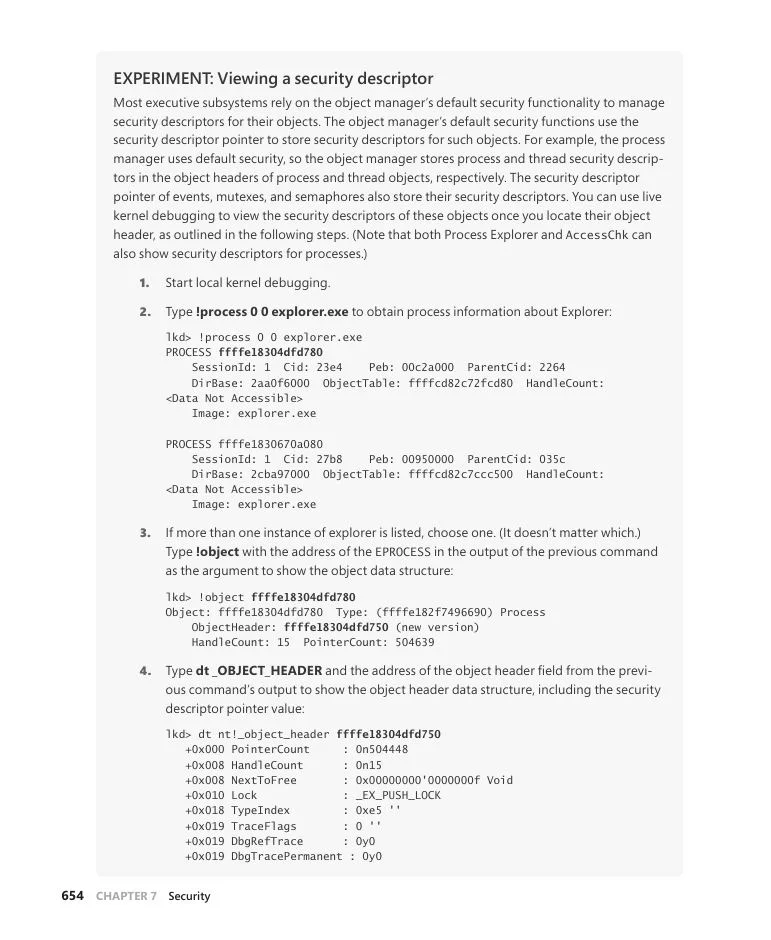 EXPERIMENT: Viewing a security descriptor
Most executive subsystems rely on the object manager’s default security functionality to manage
security descriptors for their objects. The object manager’s default security functions use the
security descriptor pointer to store security descriptors for such objects. For example, the process
manager uses default security, so the object manager stores process and thread security descrip-
tors in the object headers of process and thread objects, respectively. The security descriptor
pointer of events, mutexes, and semaphores also store their security descriptors. You can use live
kernel debugging to view the security descriptors of these objects once you locate their object
header, as outlined in the following steps. (Note that both Process Explorer and AccessChk can
also show security descriptors for processes.)
1. Start local kernel debugging.
2. Type !process 0 0 explorer.exe to obtain process information about Explorer:
lkd> !process 0 0 explorer.exe
PROCESS ffffe18304dfd780
SessionId: 1 Cid: 23e4 Peb: 00c2a000 ParentCid: 2264
DirBase: 2aa0f6000 ObjectTable: ffffcd82c72fcd80 HandleCount:
<Data Not Accessible>
Image: explorer.exe
PROCESS ffffe1830670a080
SessionId: 1 Cid: 27b8 Peb: 00950000 ParentCid: 035c
DirBase: 2cba97000 ObjectTable: ffffcd82c7ccc500 HandleCount:
<Data Not Accessible>
Image: explorer.exe
3. If more than one instance of explorer is listed, choose one. (It doesn’t matter which.)
Type !object with the address of the EPROCESS in the output of the previous command
as the argument to show the object data structure:
lkd> !object ffffe18304dfd780
Object: ffffe18304dfd780 Type: (ffffe182f7496690) Process
ObjectHeader: ffffe18304dfd750 (new version)
HandleCount: 15 PointerCount: 504639
4. Type dt _OBJECT_HEADER and the address of the object header field from the previ-
ous command’s output to show the object header data structure, including the security
descriptor pointer value:
lkd> dt nt!_object_header ffffe18304dfd750
+0x000 PointerCount : 0n504448
+0x008 HandleCount : 0n15
+0x008 NextToFree : 0x00000000'0000000f Void
+0x010 Lock : _EX_PUSH_LOCK
+0x018 TypeIndex : 0xe5 ''
+0x019 TraceFlags : 0 ''
+0x019 DbgRefTrace : 0y0
+0x019 DbgTracePermanent : 0y0
654 CHAPTER 7 Security